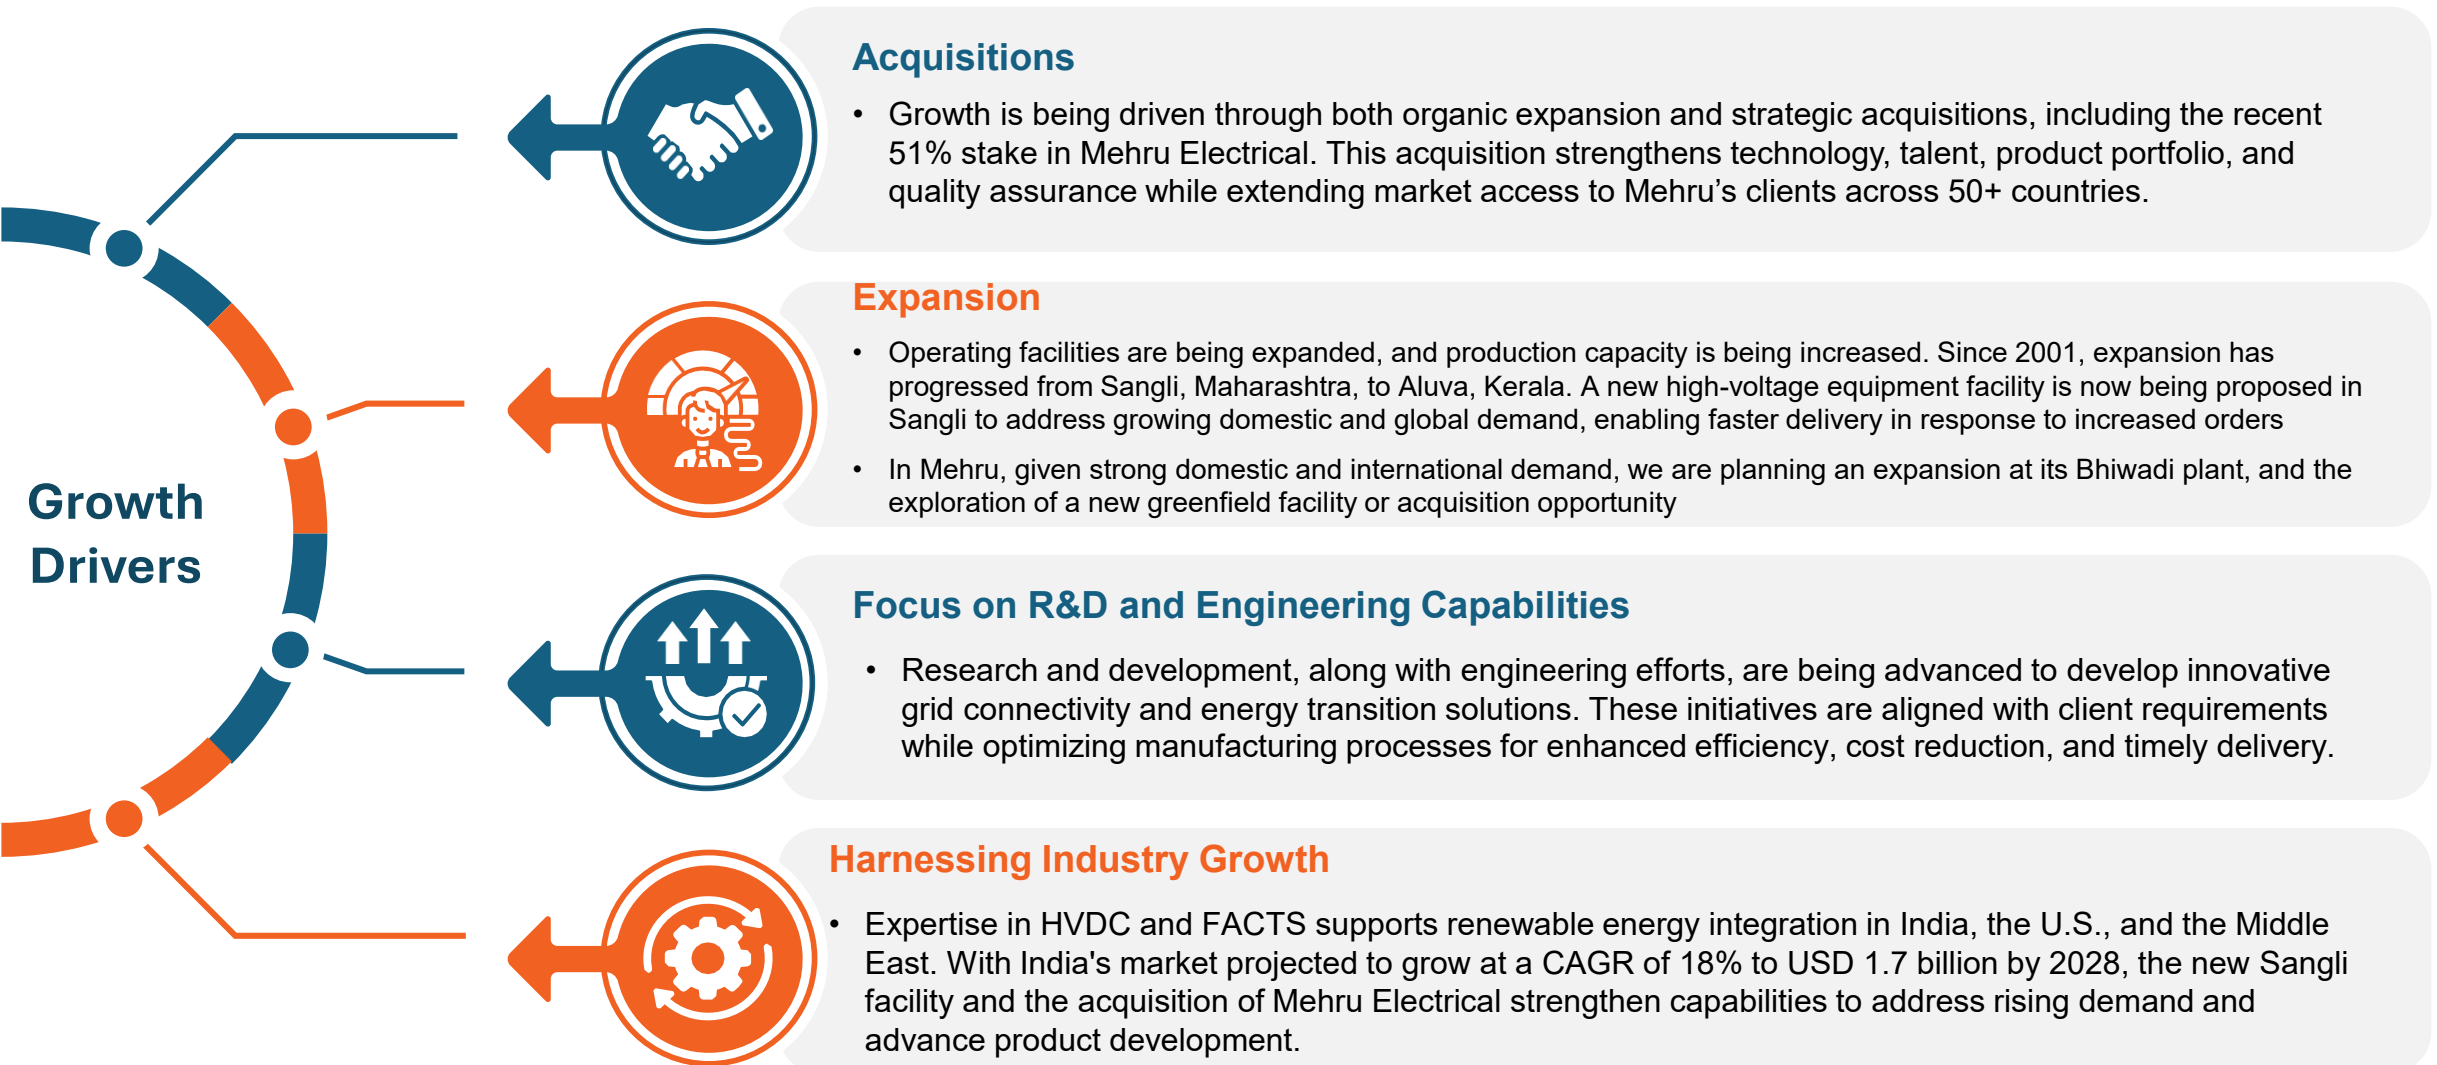 Growth
Drivers
Acquisitions
• Growth is being driven through both organic expansion and strategic acquisitions, including the recent
51% stake in Mehru Electrical. This acquisition strengthens technology, talent, product portfolio, and
quality assurance while extending market access to Mehru’s clients across 50+ countries.
Expansion
• Operating facilities are being expanded, and production capacity is being increased. Since 2001, expansion has
progressed from Sangli, Maharashtra, to Aluva, Kerala. A new high-voltage equipment facility is now being proposed in
Sangli to address growing domestic and global demand, enabling faster delivery in response to increased orders
• In Mehru, given strong domestic and international demand, we are planning an expansion at its Bhiwadi plant, and the
exploration of a new greenfield facility or acquisition opportunity
Focus on R&D and Engineering Capabilities
• Research and development, along with engineering efforts, are being advanced to develop innovative
grid connectivity and energy transition solutions. These initiatives are aligned with client requirements
while optimizing manufacturing processes for enhanced efficiency, cost reduction, and timely delivery.
Harnessing Industry Growth
• Expertise in HVDC and FACTS supports renewable energy integration in India, the U.S., and the Middle
East. With India's market projected to grow at a CAGR of 18% to USD 1.7 billion by 2028, the new Sangli
facility and the acquisition of Mehru Electrical strengthen capabilities to address rising demand and
advance product development.